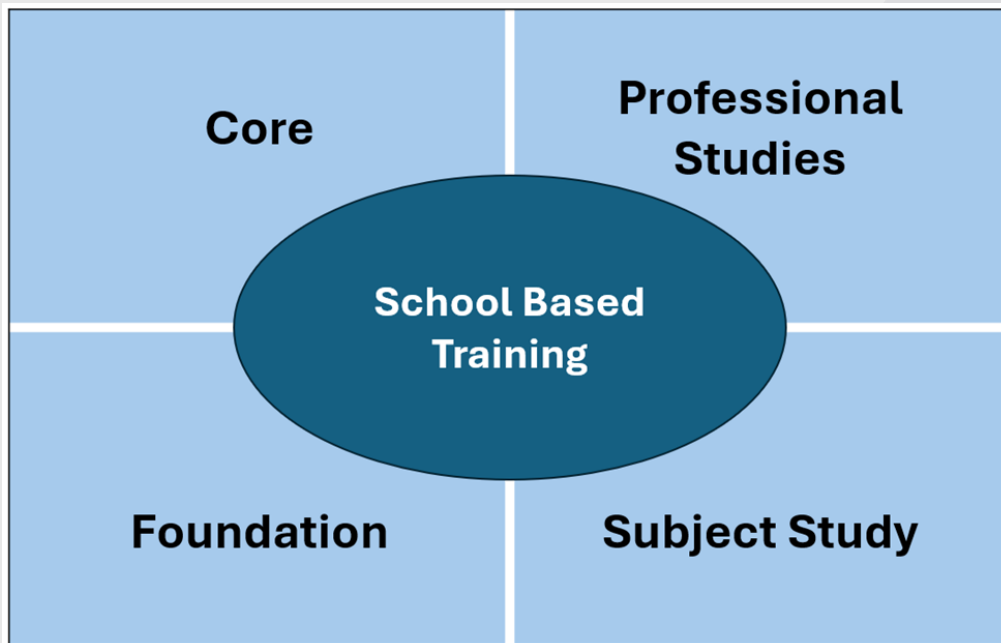 Core
Professional
Studies
School Based
Training
Foundation
Subject Study